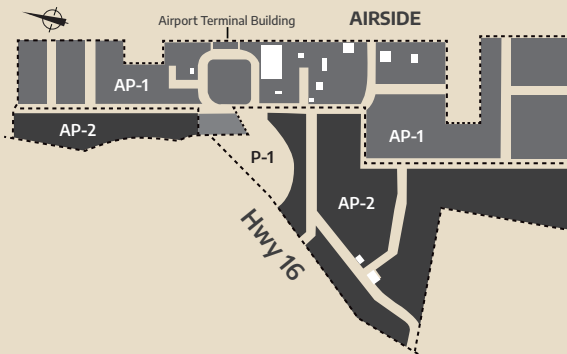 Airport Terminal Building
AIRSIDE
AP-1
AP-2
AP-1
P-1
AP-2
Hwy 16